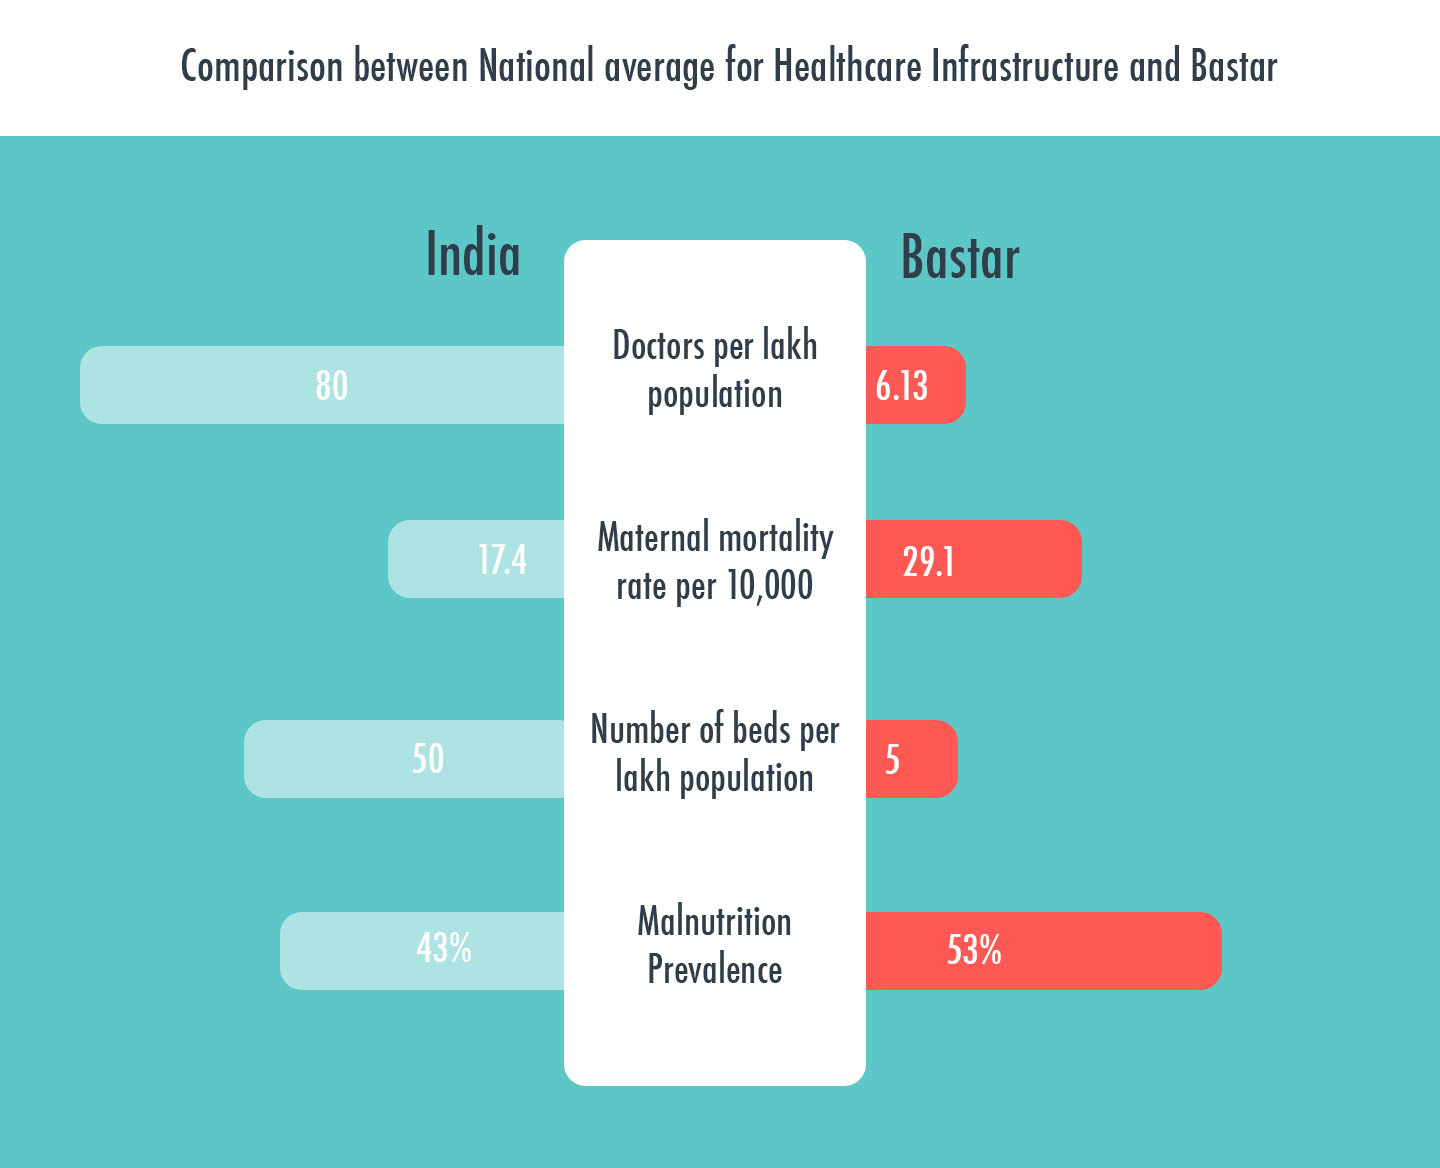 Comparison between National average for Healthcare Infrastructure and Bastar
India
Bastar
80
Doctors per lakh
population
6.13
17.4
Maternal mortality
rate per 10,000
29.1
50
Number of beds per
lakh population
5
43%
Malnutrition
Prevalence
53%